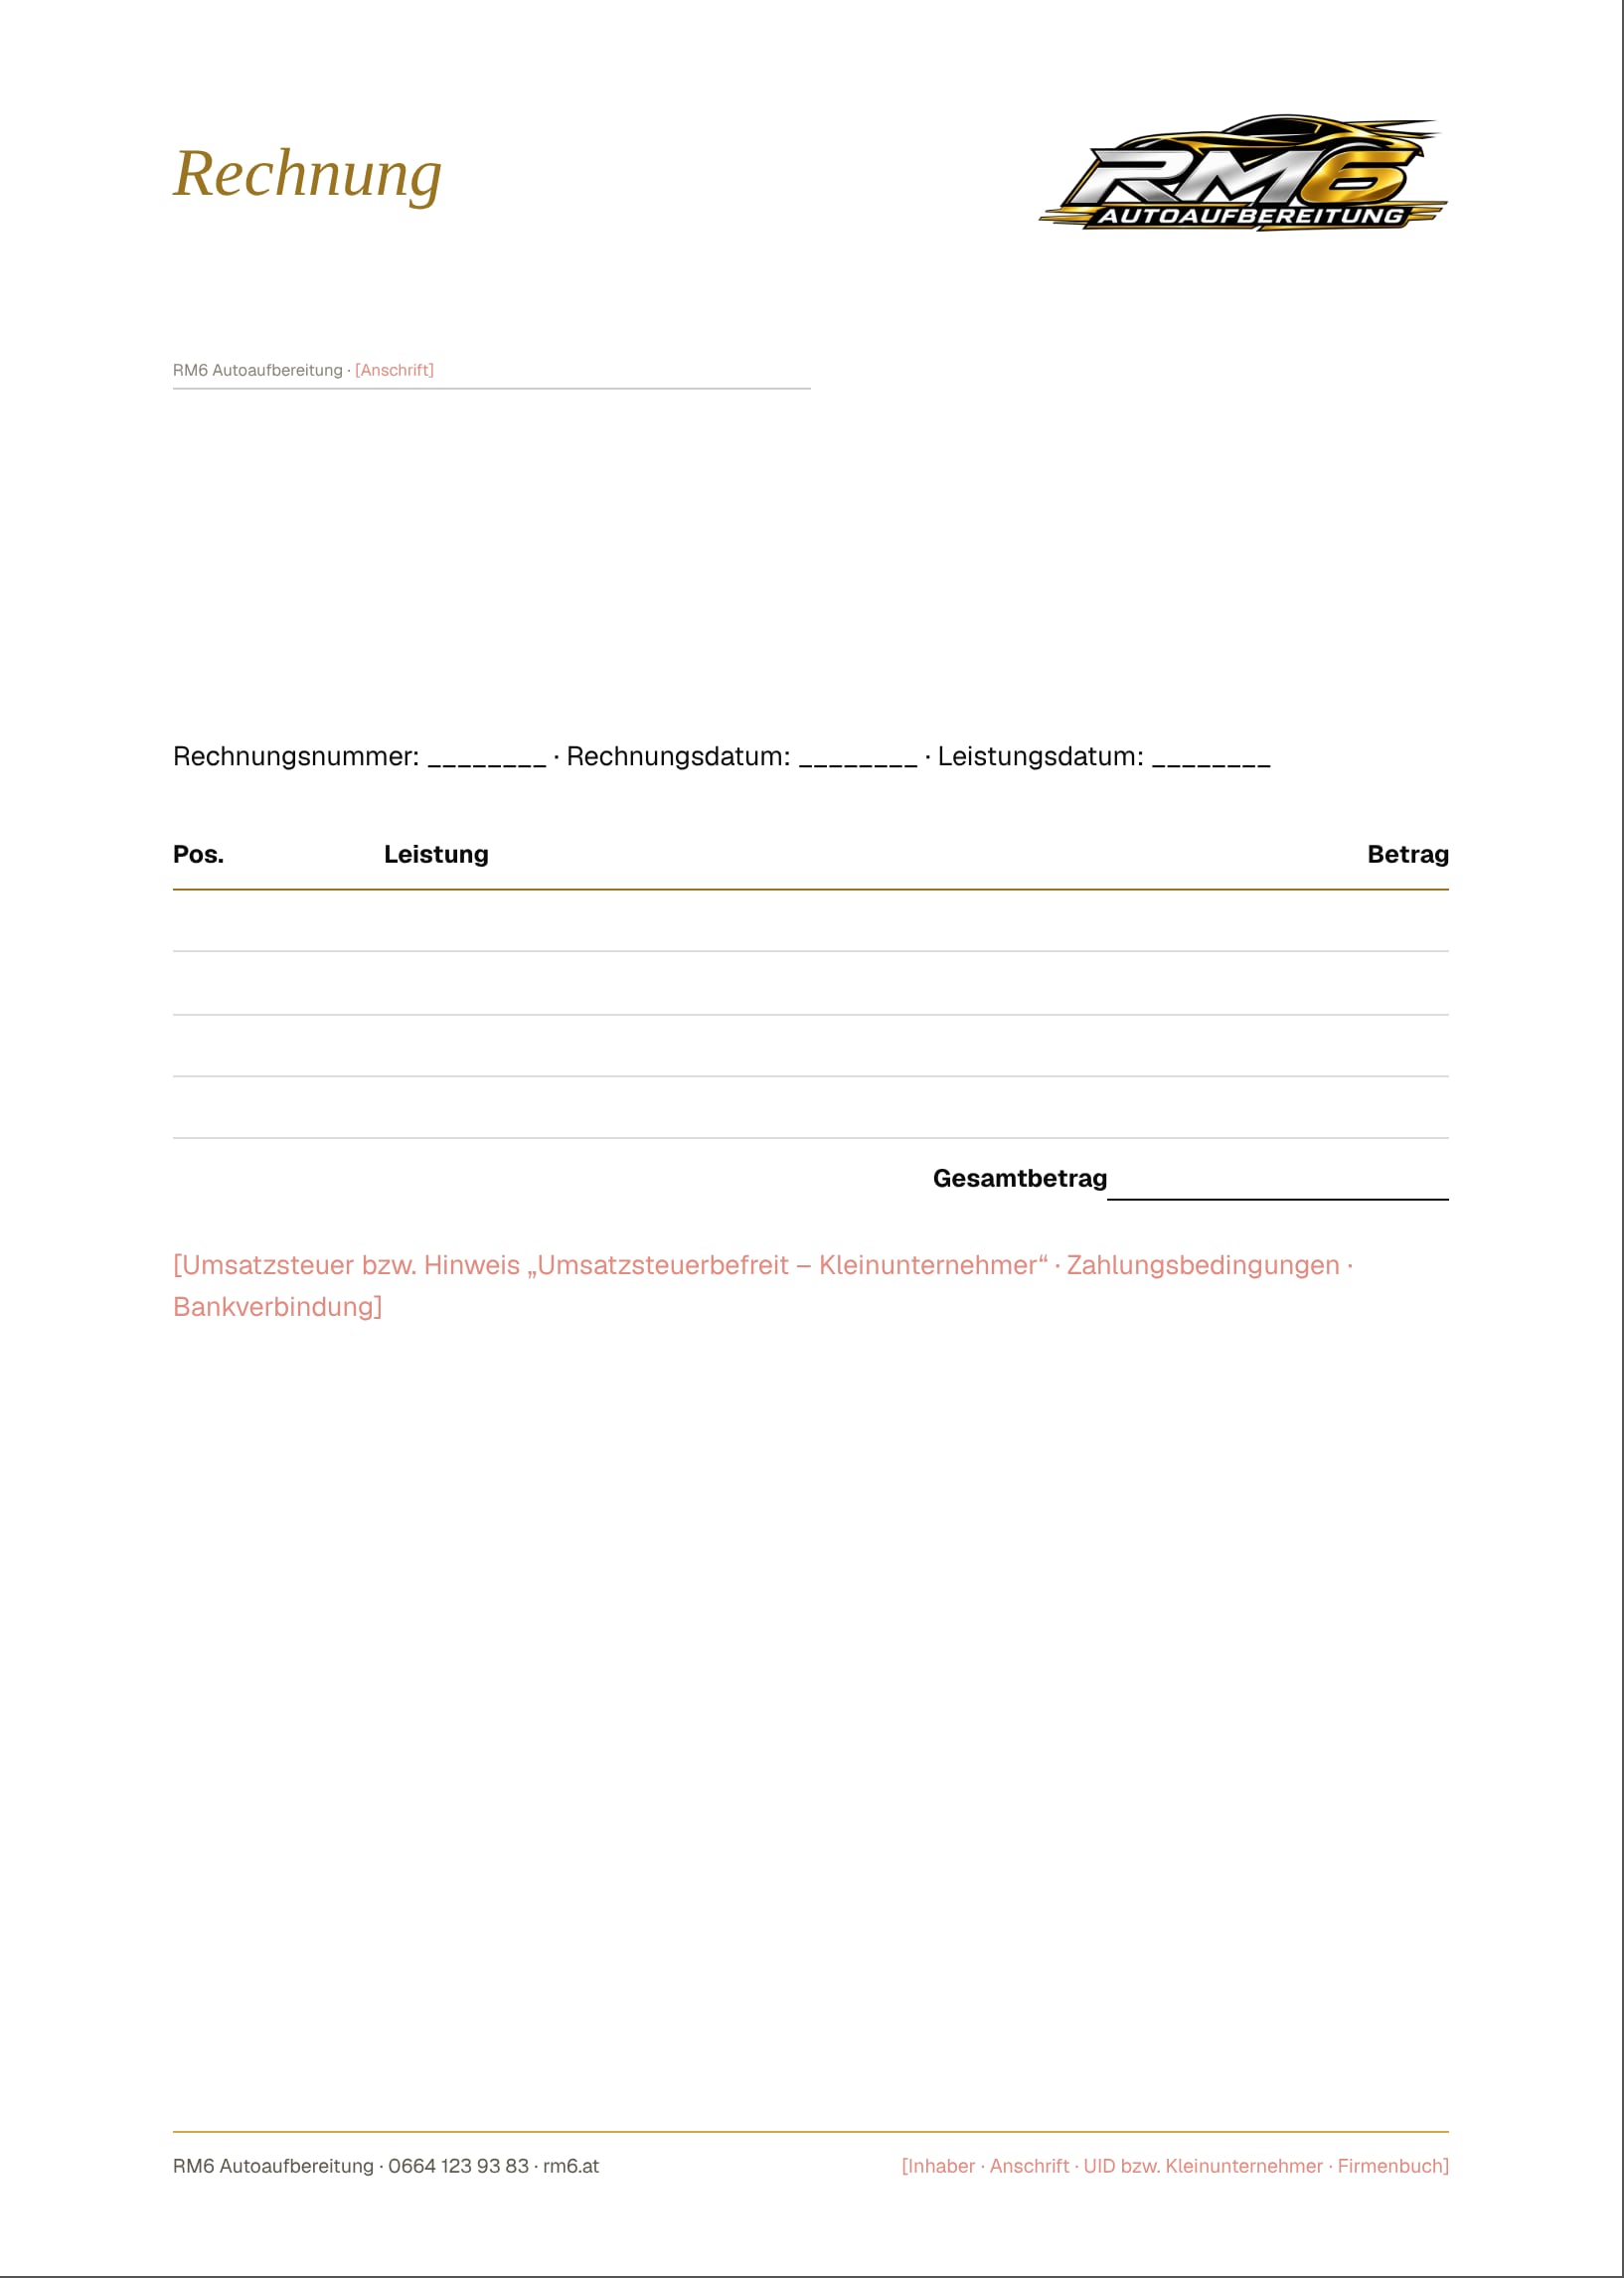 Rechnung
RM6
AUTOAUFBEREITUNG
RM6 Autoaufbereitung · [Anschrift]
Rechnungsnummer: ________ · Rechnungsdatum: ________ · Leistungsdatum: ________
Pos. Leistung Betrag
Gesamtbetrag
[Umsatzsteuer bzw. Hinweis „Umsatzsteuerbefreit – Kleinunternehmer“ · Zahlungsbedingungen ·
Bankverbindung]
RM6 Autoaufbereitung · 0664 123 93 83 · rm6.at [Inhaber · Anschrift · UID bzw. Kleinunternehmer · Firmenbuch]